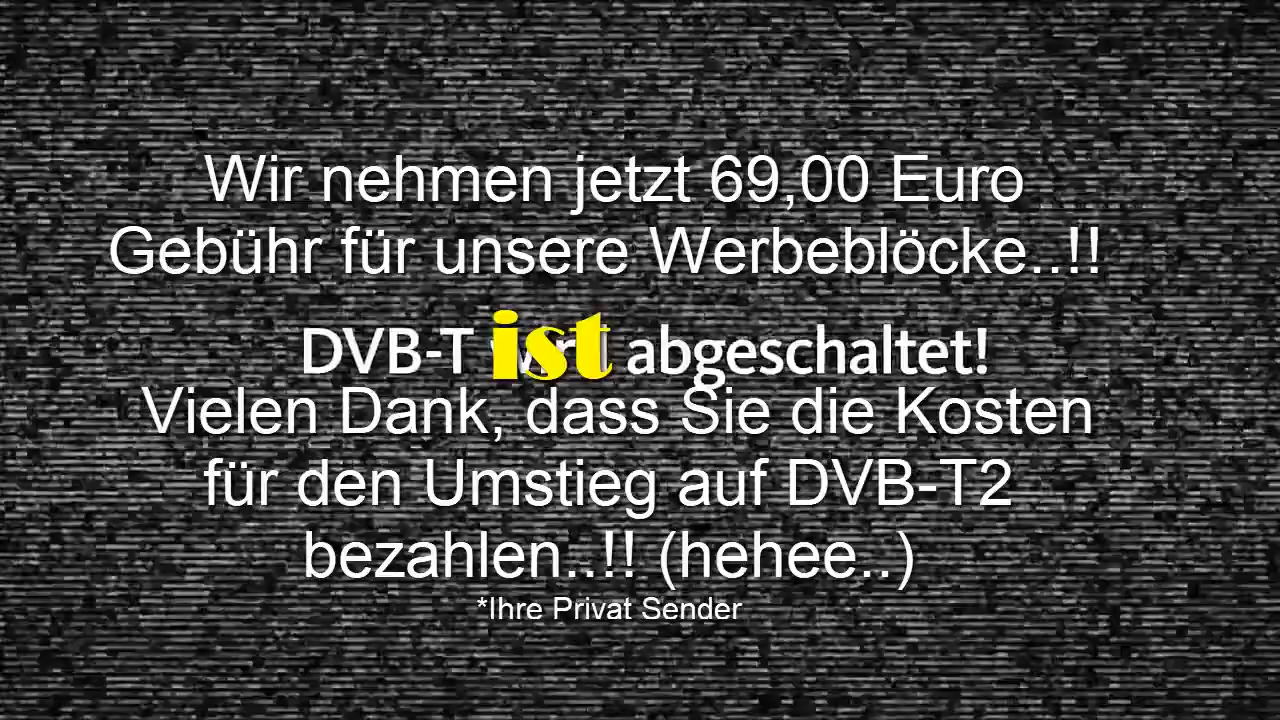 Wir nehmen jetzt 69,00 Euro
Gebühr für unsere Werbeblöcke..!!
DVB-T ist abgeschaltet!
Vielen Dank, dass Sie die Kosten
für den Umstieg auf DVB-T2
bezahlen..!! (hehee..)
*Ihre Privat Sender